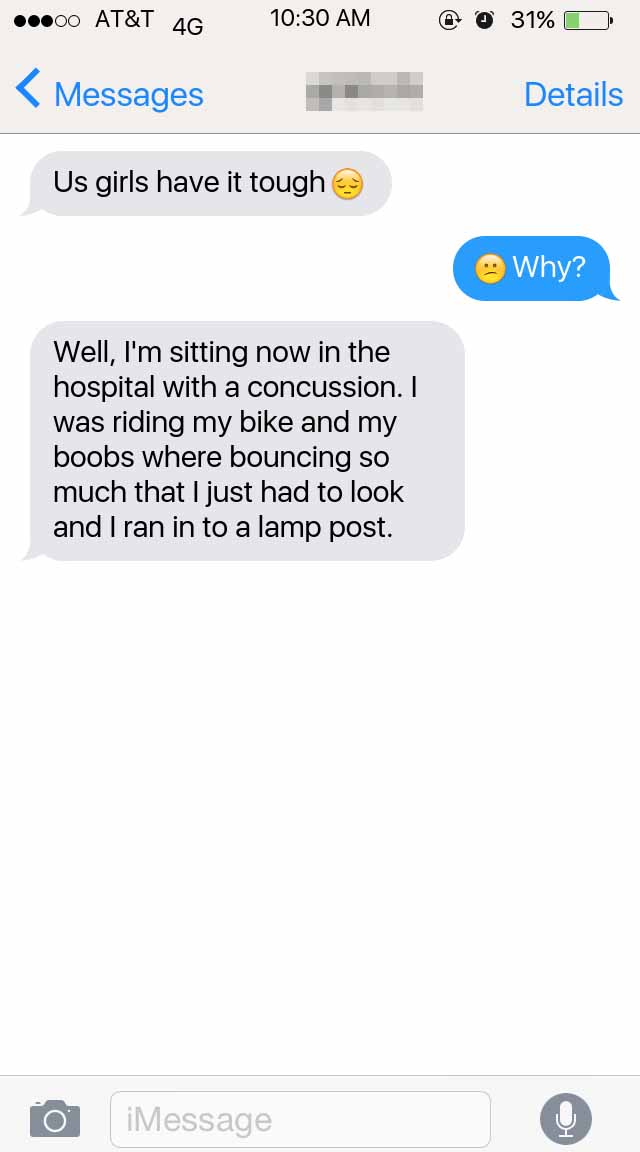 AT&T 4G 10:30 AM 31%
Messages Details
Us girls have it tough 😔
😕 Why?
Well, I'm sitting now in the
hospital with a concussion. I
was riding my bike and my
boobs where bouncing so
much that I just had to look
and I ran in to a lamp post.
iMessage